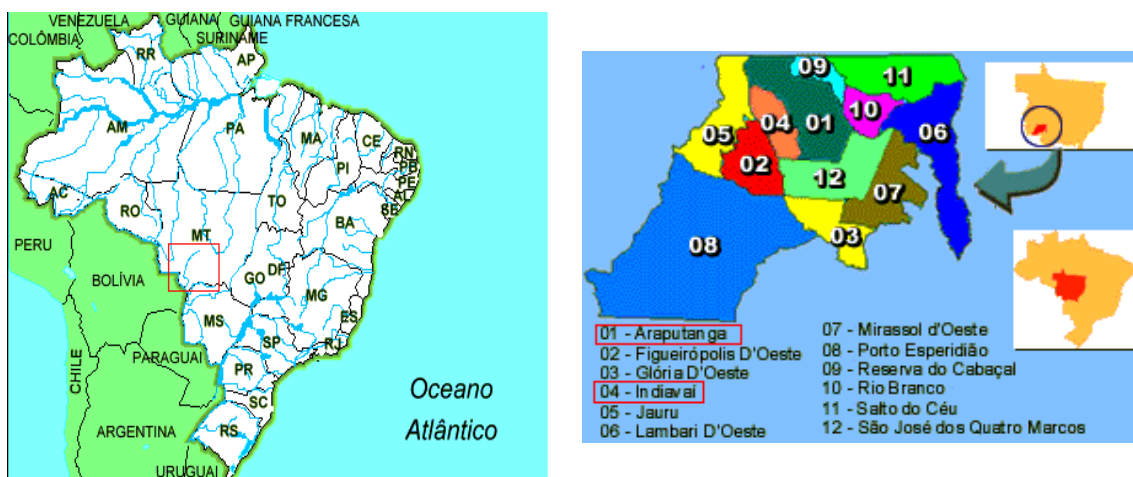 VENEZUELA
GUIANA
GUIANA FRANCESA
COLÔMBIA
SURINAME
RR
AP
AM
PA
MA
CE
RN
PB
PE
AL
SE
PI
AC
RO
TO
BA
MT
PERU
BOLÍVIA
GO
DF
MG
ES
MS
SP
RJ
PARAGUAI
CHILE
PR
SC
ARGENTINA
RS
URUGUAI
Oceano
Atlântico
09
11
10
04
01
05
06
02
12
07
08
03
01 - Araputanga
02 - Figueirópolis D'Oeste
03 - Glória D'Oeste
04 - Indiavaí
05 - Jauru
06 - Lambari D'Oeste
07 - Mirassol d'Oeste
08 - Porto Esperidião
09 - Reserva do Cabaçal
10 - Rio Branco
11 - Salto do Céu
12 - São José dos Quatro Marcos